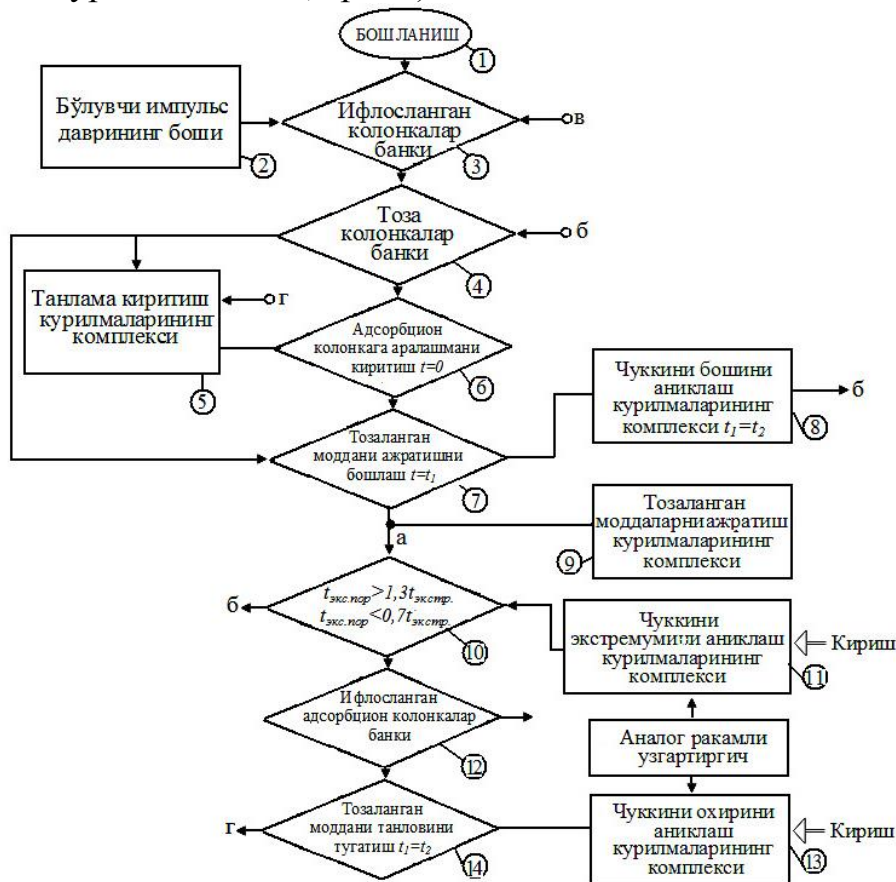 БОШЛАНИШ
1
Бўлувчи импульс
даврининг боши
2
Ифлосланган
колонкалар
банки
3
в
Тоза
колонкалар
банки
4
б
Танлама киритиш
курилмаларининг
комплекси
5
г
Адсорбцион
колонкага аралашмани
киритиш t=0
6
Чуккини бошини
аниклаш
курилмаларининг
комплекси t₁=t₂
8
б
Тозаланган
моддани ажратишни
бошлаш t=t₁
7
а
Тозаланган
моддаларни ажратиш
курилмаларининг
комплекси
9
б
tэкс.пор>1,3tэкстр.
tэкс.пор<0,7tэкстр.
10
Чуккини
экстремумини аниклаш
курилмаларининг
комплекси
11
Кириш
Ифлосланган
адсорбцион колонкалар
банки
12
Аналог ракамли
узгартиргич
г
Тозаланган
моддани танловини
тугатиш t₁=t₂
14
Чуккини охирини
аниклаш
курилмаларининг
комплекси
13
Кириш